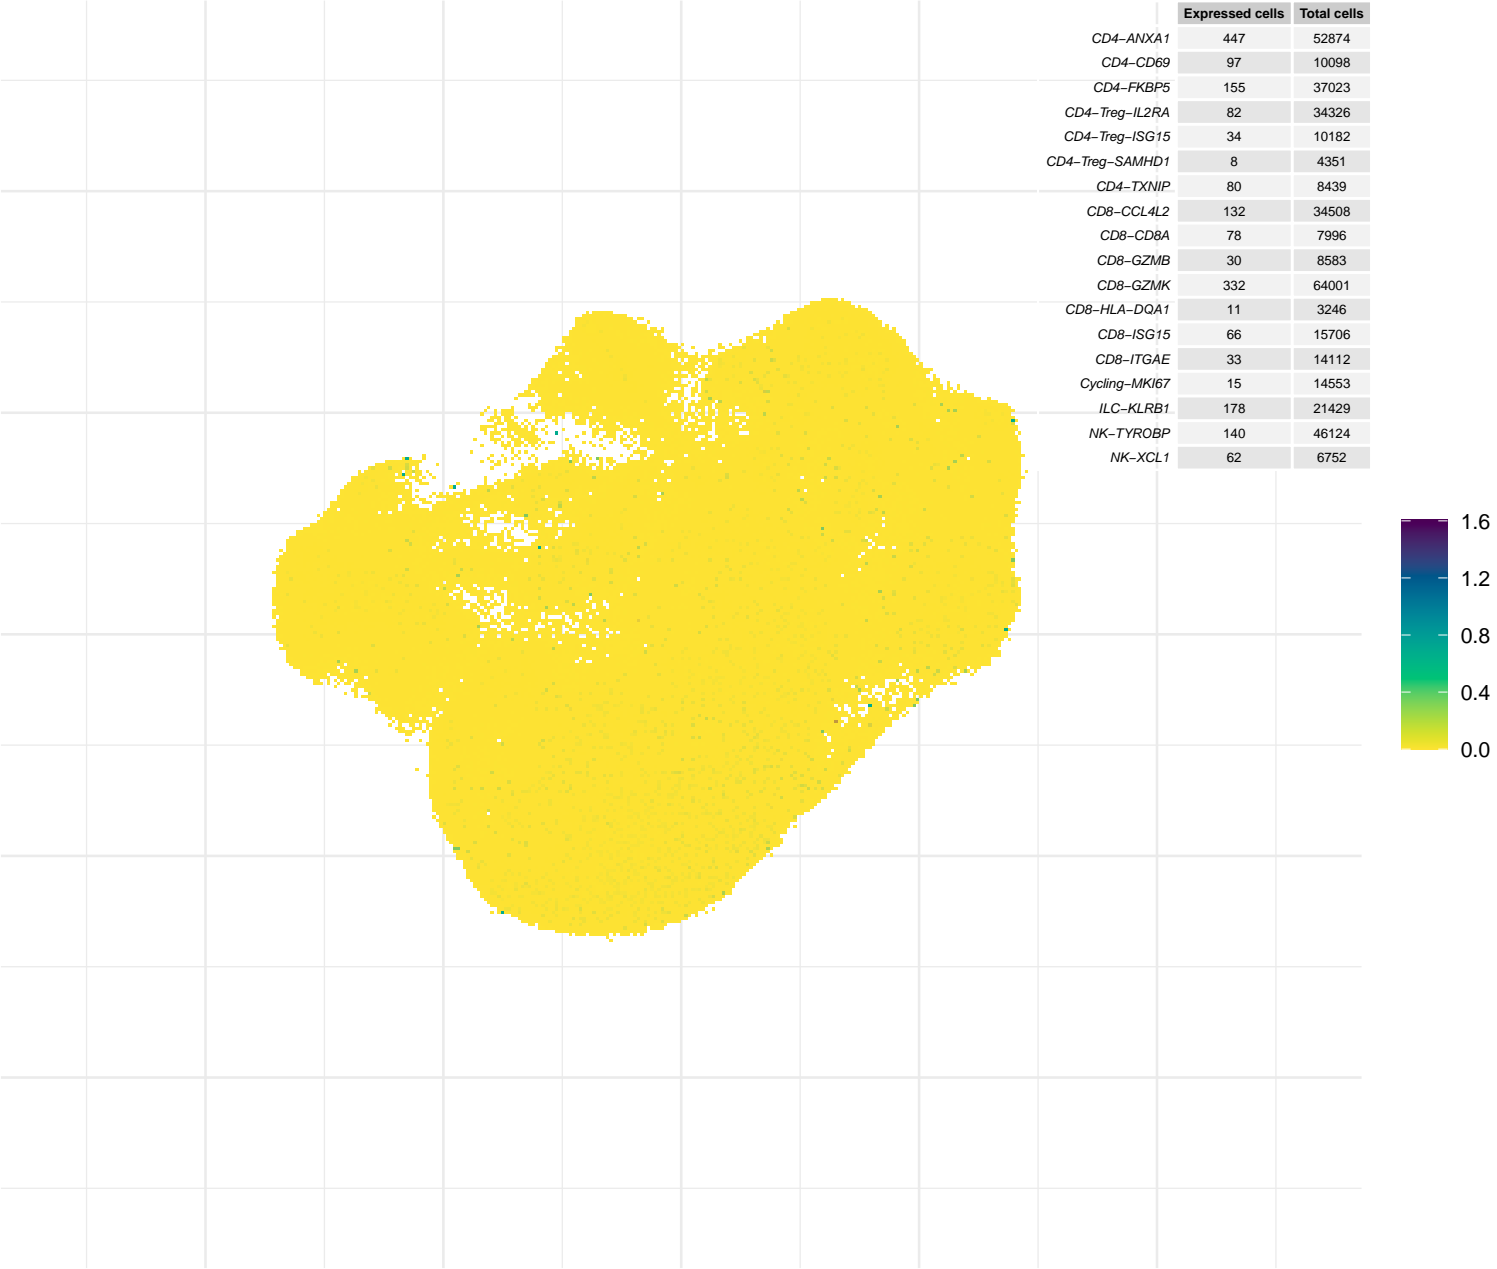 Expressed cells Total cells
CD4−ANXA1 447 52874
CD4−CD69 97 10098
CD4−FKBP5 155 37023
CD4−Treg−IL2RA 82 34326
CD4−Treg−ISG15 34 10182
CD4−Treg−SAMHD1 8 4351
CD4−TXNIP 80 8439
CD8−CCL4L2 132 34508
CD8−CD8A 78 7996
CD8−GZMB 30 8583
CD8−GZMK 332 64001
CD8−HLA−DQA1 11 3246
CD8−ISG15 66 15706
CD8−ITGAE 33 14112
Cycling−MKI67 15 14553
ILC−KLRB1 178 21429
NK−TYROBP 140 46124
NK−XCL1 62 6752
1.6
1.2
0.8
0.4
0.0